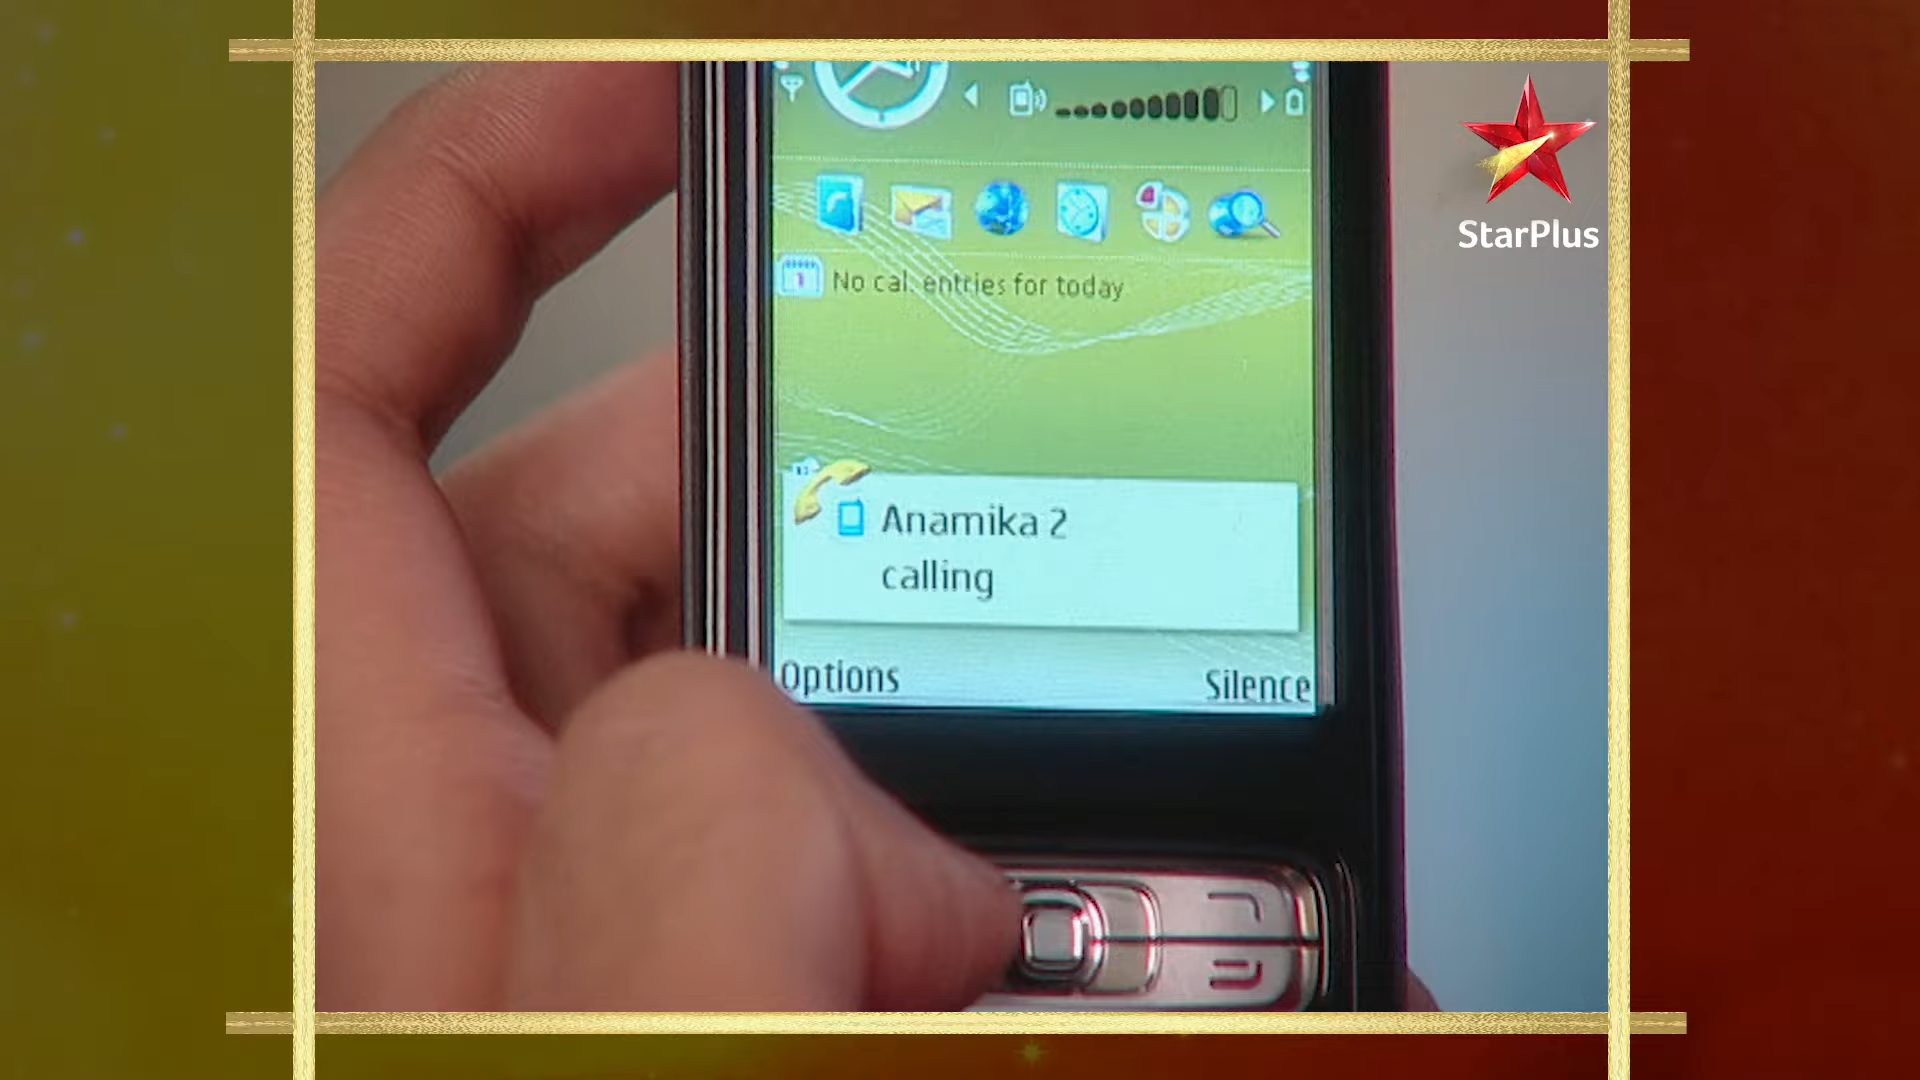 StarPlus
No cal. entries for today
Anamika 2
calling
Options
Silence